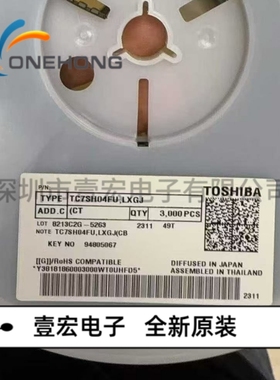 ONEHONG
深圳市壹宏电子有限公司
P/N
TOSHIBA
TYPE TC7SH04FU,LXGJ
ADD.C (CT QTY 3,000 PCS
LOT 8213C2G-5263 2311 49T
NOTE TC7SH04FU,LXGJ(CB
KEY NO 94805067
[[G]]/RoHS COMPATIBLE DIFFUSED IN JAPAN
*Y30181860003000WT0UHFD5* ASSEMBLED IN THAILAND
壹宏电子 全新原装